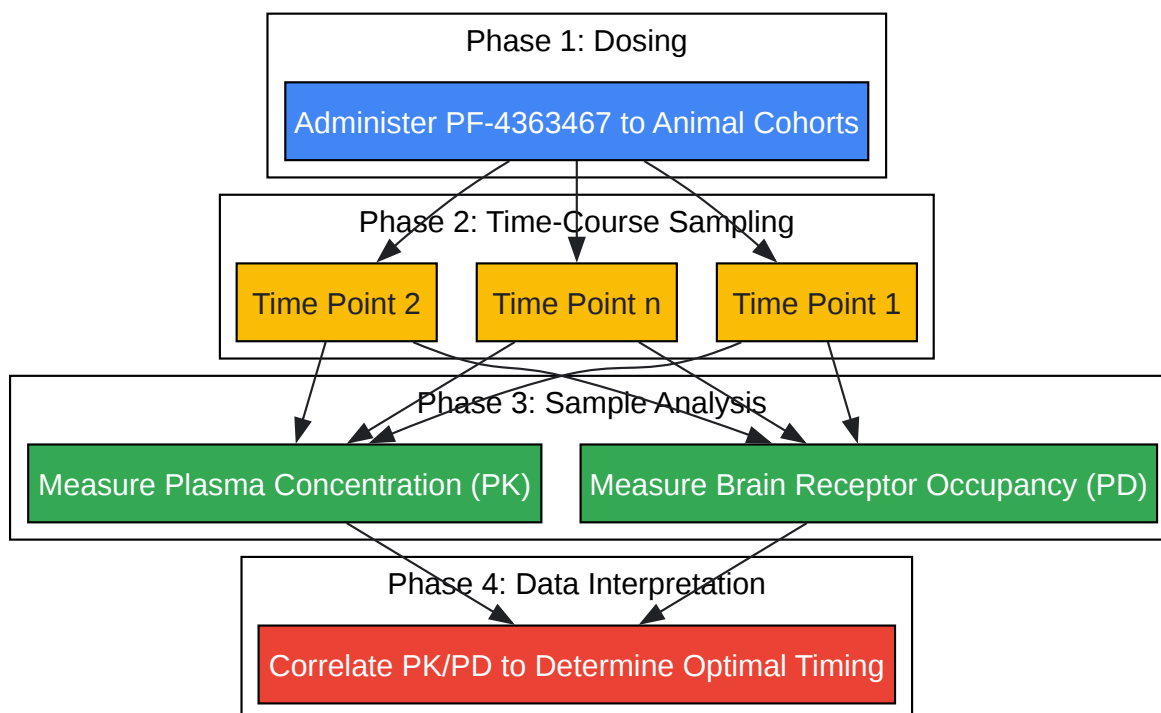 Phase 1: Dosing
Administer PF-4363467 to Animal Cohorts
Phase 2: Time-Course Sampling
Time Point 2
Time Point n
Time Point 1
Phase 3: Sample Analysis
Measure Plasma Concentration (PK)
Measure Brain Receptor Occupancy (PD)
Phase 4: Data Interpretation
Correlate PK/PD to Determine Optimal Timing